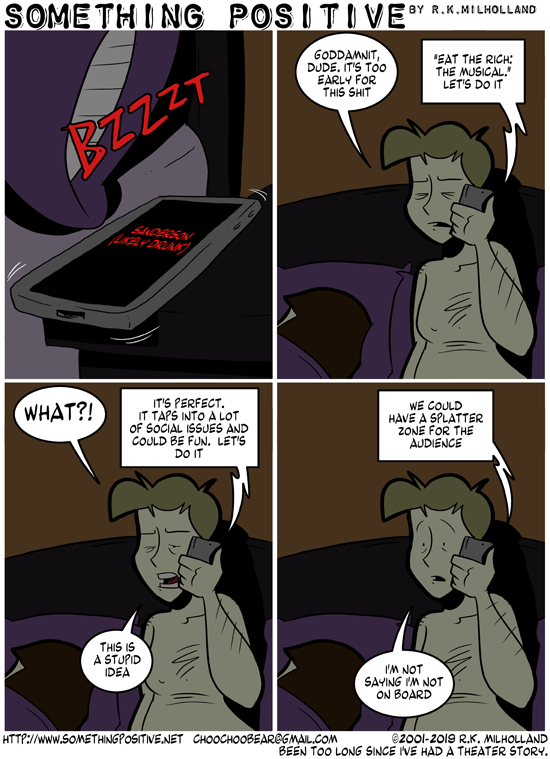 SOMETHING POSITIVE BY R.K.MILHOLLAND
BZZZZT
SANDERSON
(LIKELY DRUNK)
GODDAMNIT,
DUDE. IT'S TOO
EARLY FOR
THIS SHIT
"EAT THE RICH:
THE MUSICAL."
LET'S DO IT
WHAT?!
IT'S PERFECT.
IT TAPS INTO A LOT
OF SOCIAL ISSUES AND
COULD BE FUN. LET'S
DO IT
THIS IS
A STUPID
IDEA
WE COULD
HAVE A SPLATTER
ZONE FOR THE
AUDIENCE
I'M NOT
SAYING I'M NOT
ON BOARD
HTTP://WWW.SOMETHINGPOSITIVE.NET CHOOCHOOBEAR@GMAIL.COM ©2001-2019 R.K. MILHOLLAND
BEEN TOO LONG SINCE I'VE HAD A THEATER STORY.